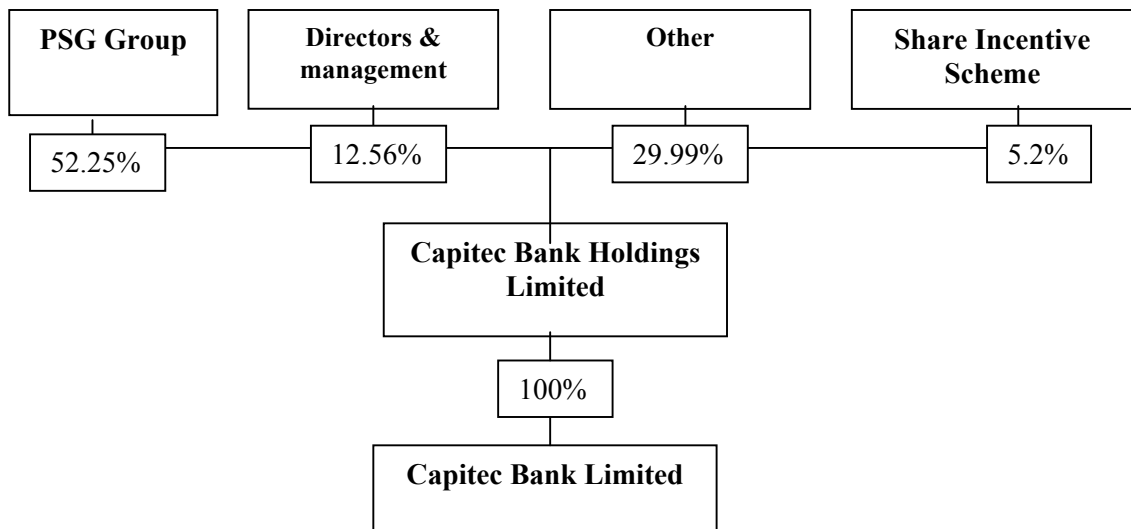 PSG Group
Directors &
management
Other
Share Incentive
Scheme
52.25%
12.56%
29.99%
5.2%
Capitec Bank Holdings
Limited
100%
Capitec Bank Limited